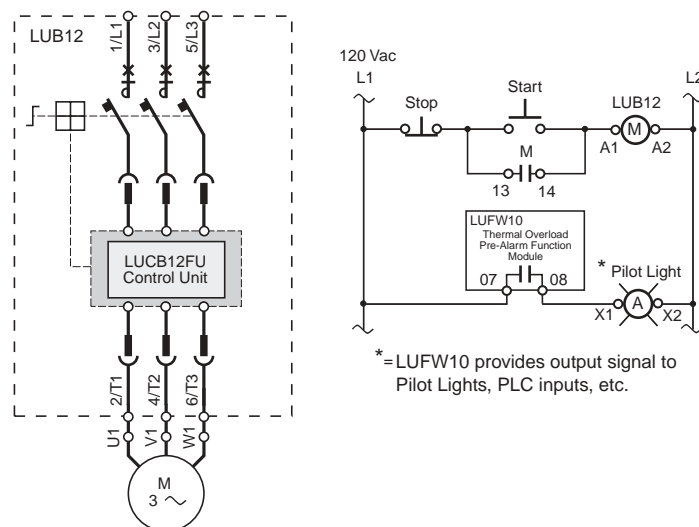 LUB12
1/L1
3/L2
5/L3
LUCB12FU
Control Unit
2/T1
4/T2
6/T3
U1
V1
W1
M
3
120 Vac
L1
L2
Stop
Start
LUB12
M
A1
A2
M
13
14
LUFW10
Thermal Overload
Pre-Alarm Function
Module
07
08
* Pilot Light
A
X1
X2
*=LUFW10 provides output signal to
Pilot Lights, PLC inputs, etc.